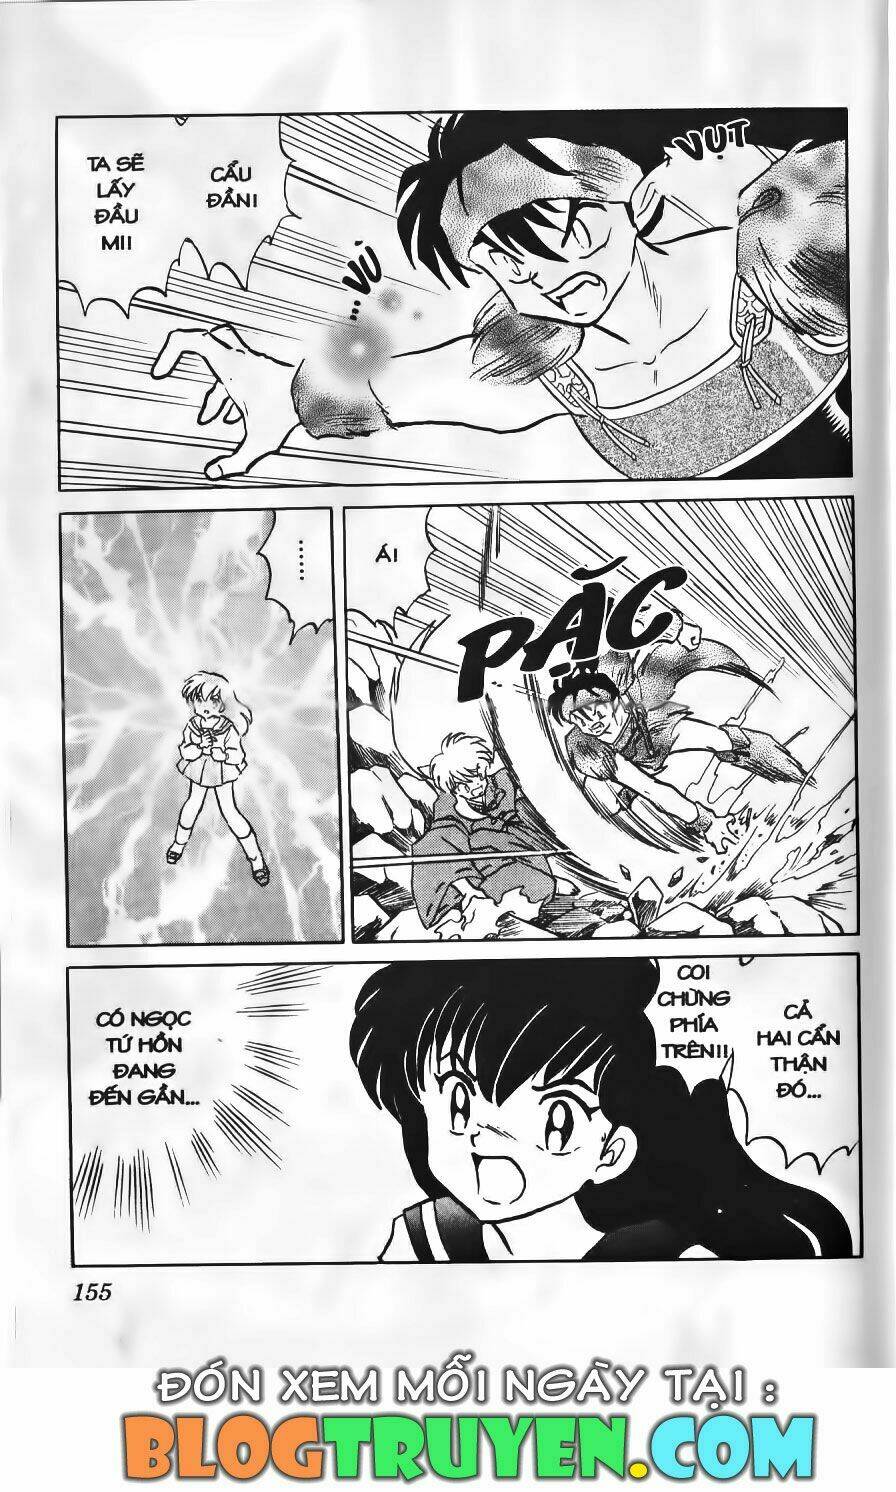 VỤT
CẨU
ĐẢN!
TA SẼ
LẤY
ĐẦU
MI!
...VÙ
ÁI
PẶC
.......
CẢ
HAI CẨN
THẬN
ĐÓ...
COI
CHỪNG
PHÍA
TRÊN!!
CÓ NGỌC
TỨ HỒN
ĐANG
ĐẾN GẦN...
155
ĐÓN XEM MỖI NGÀY TẠI :
BLOGTRUYEN.COM